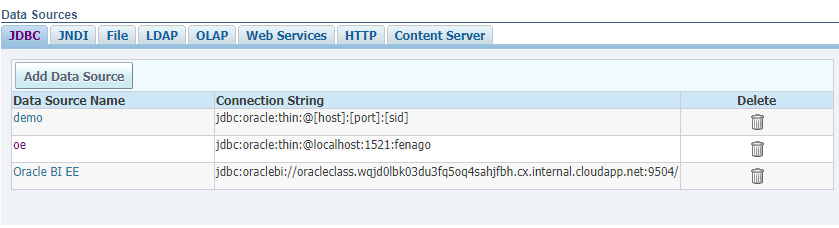 Data Sources
JDBC JNDI File LDAP OLAP Web Services HTTP Content Server
Add Data Source
Data Source Name Connection String Delete
demo jdbc:oracle:thin:@[host]:[port]:[sid]
oe jdbc:oracle:thin:@localhost:1521:fenago
Oracle BI EE jdbc:oraclebi://oracleclass.wqjd0lbk03du3fq5oq4sahjfbh.cx.internal.cloudapp.net:9504/